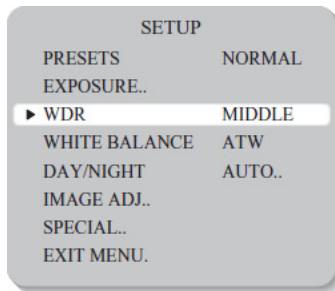 SETUP
PRESETS NORMAL
EXPOSURE..
WDR MIDDLE
WHITE BALANCE ATW
DAY/NIGHT AUTO..
IMAGE ADJ..
SPECIAL..
EXIT MENU.